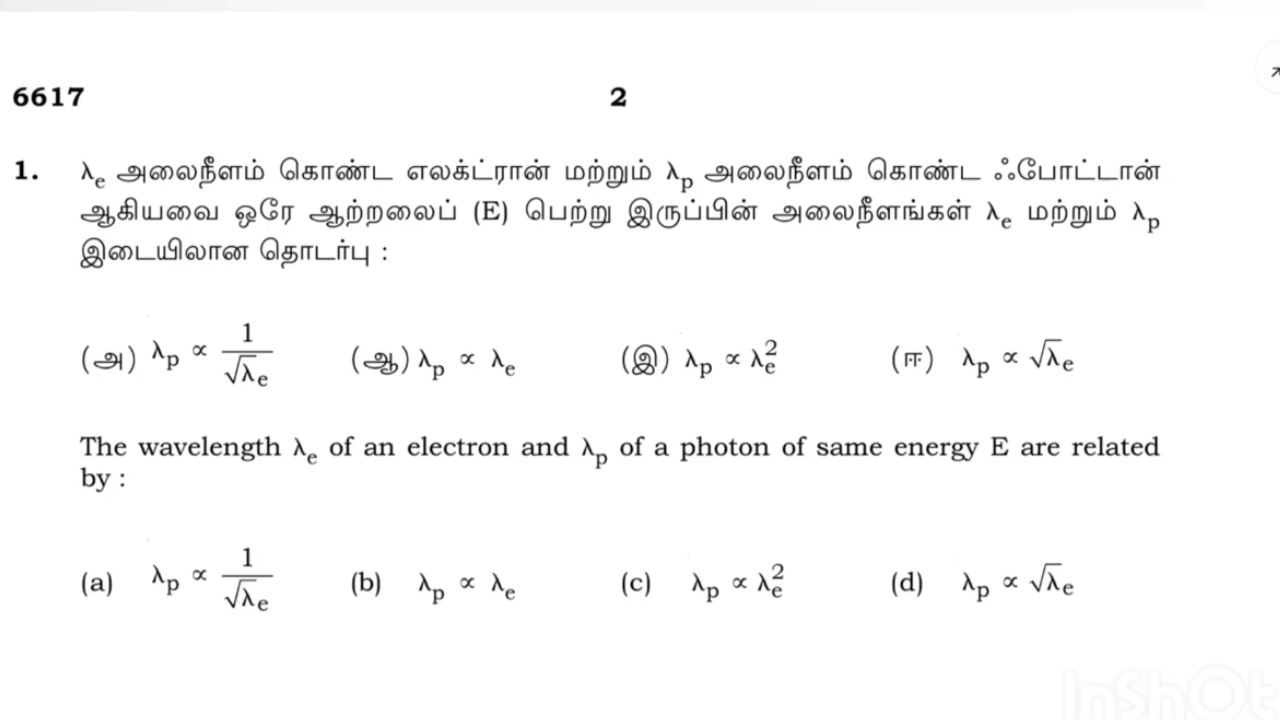 6617
2
1. λe அலைநீளம் கொண்ட எலக்ட்ரான் மற்றும் λp அலைநீளம் கொண்ட ஃபோட்டான்
ஆகியவை ஒரே ஆற்றலைப் (E) பெற்று இருப்பின் அலைநீளங்கள் λe மற்றும் λp
இடையிலான தொடர்பு :
(அ) λp ∝ 1/√λe (ஆ) λp ∝ λe (இ) λp ∝ λe² (ஈ) λp ∝ √λe
The wavelength λe of an electron and λp of a photon of same energy E are related
by :
(a) λp ∝ 1/√λe (b) λp ∝ λe (c) λp ∝ λe² (d) λp ∝ √λe
InShOt